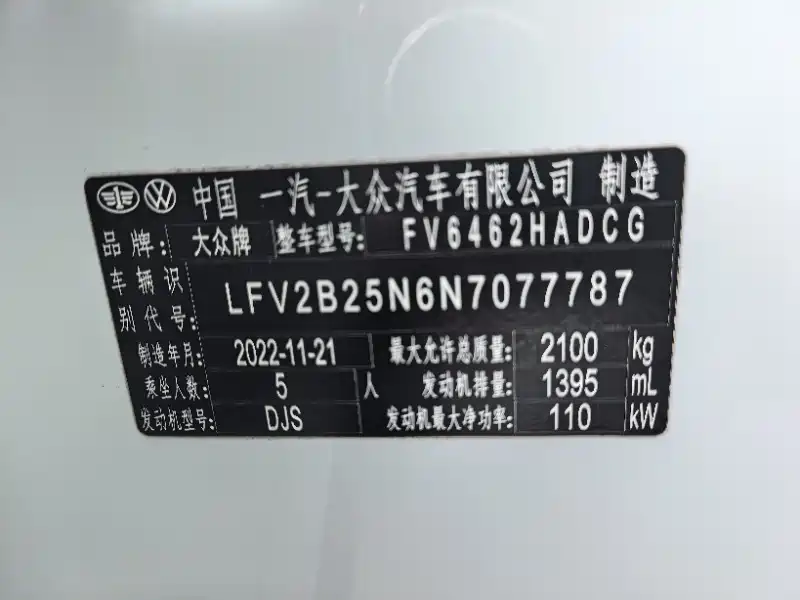 中国 一汽-大众汽车有限公司 制造
品牌: 大众牌 整车型号: FV6462HADCG
车辆识别代号: LFV2B25N6N7077787
制造年月: 2022-11-21 最大允许总质量: 2100 kg
乘坐人数: 5 人 发动机排量: 1395 mL
发动机型号: DJS 发动机最大净功率: 110 kW